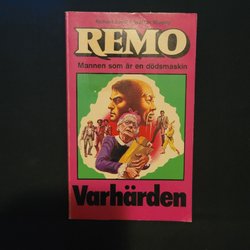 REMO
Mannen som är en dödsmaskin
Varhärden